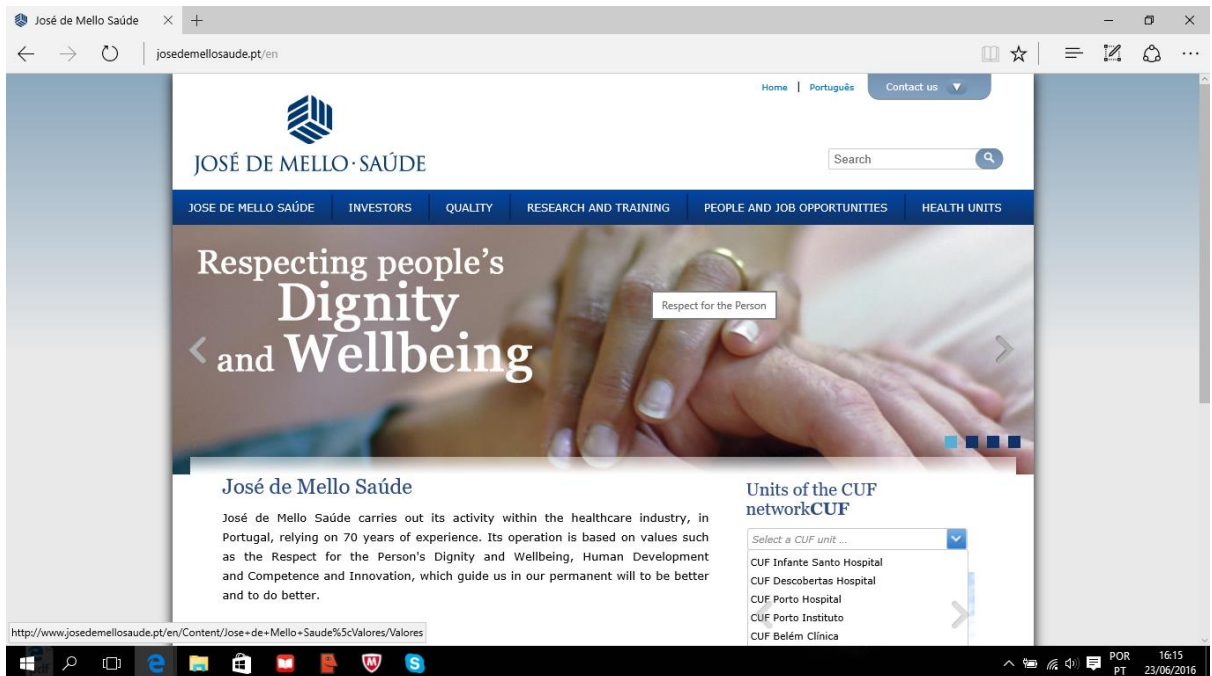 José de Mello Saúde
josedemellosaude.pt/en
Home | Português
Contact us
JOSÉ DE MELLO·SAÚDE
Search
JOSE DE MELLO SAÚDE INVESTORS QUALITY RESEARCH AND TRAINING PEOPLE AND JOB OPPORTUNITIES HEALTH UNITS
Respecting people's
Dignity
and Wellbeing
Respect for the Person
José de Mello Saúde
José de Mello Saúde carries out its activity within the healthcare industry, in
Portugal, relying on 70 years of experience. Its operation is based on values such
as the Respect for the Person's Dignity and Wellbeing, Human Development
and Competence and Innovation, which guide us in our permanent will to be better
and to do better.
Units of the CUF
networkCUF
Select a CUF unit ...
CUF Infante Santo Hospital
CUF Descobertas Hospital
CUF Porto Hospital
CUF Porto Instituto
CUF Belém Clínica
http://www.josedemellosaude.pt/en/Content/Jose+de+Mello+Saude%5cValores/Valores
POR
PT
16:15
23/06/2016